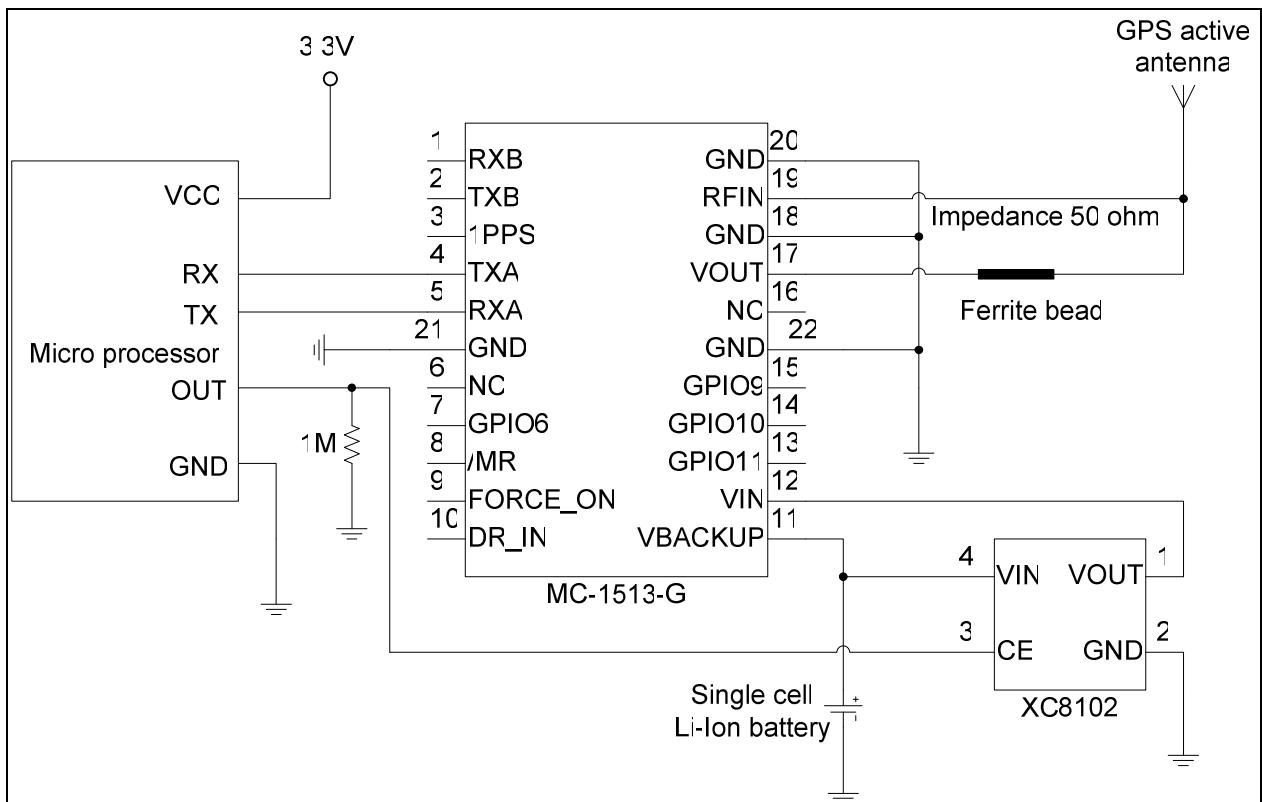 GPS active
antenna
3.3V
VCC
RX
TX
Micro processor
OUT
GND
1M
1
2
3
4
5
21
6
7
8
9
10
RXB
TXB
1PPS
TXA
RXA
GND
NC
GPIO6
/MR
FORCE_ON
DR_IN
GND
RFIN
GND
VOUT
NC
GND
GPIO9
GPIO10
GPIO11
VIN
VBACKUP
20
19
18
17
16
22
15
14
13
12
11
MC-1513-G
Impedance 50 ohm
Ferrite bead
4
3
VIN
CE
VOUT
GND
1
2
XC8102
Single cell
Li-Ion battery
+
-